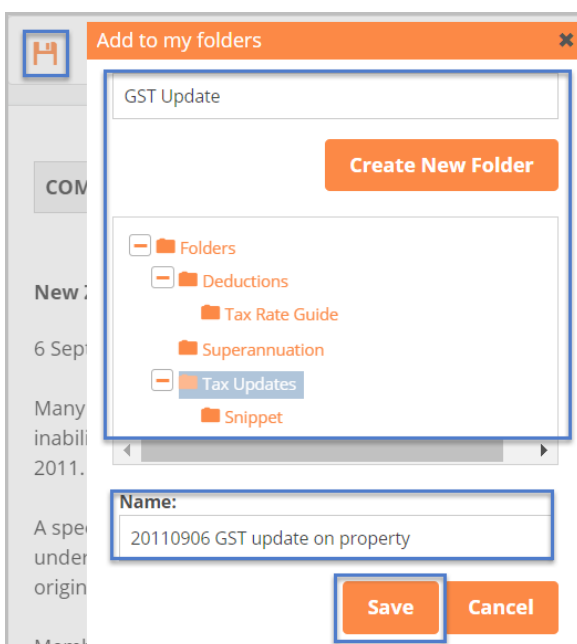 Add to my folders
GST Update
Create New Folder
COM
Folders
Deductions
New
Tax Rate Guide
6 Sept
Superannuation
Tax Updates
Many
Snippet
inabili
2011.
Name:
20110906 GST update on property
A spe
under
origin
Save
Cancel